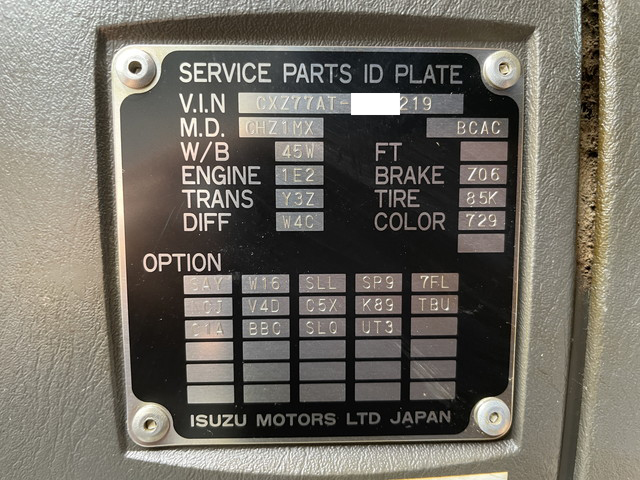 SERVICE PARTS ID PLATE
V.I.N CXZ77AT- 219
M.D. CHZ1MX BCAC
W/B 45W FT
ENGINE 1E2 BRAKE Z06
TRANS Y3Z TIRE 85K
DIFF W4C COLOR 729
OPTION
W16 SLL SP9 7FL
V4D C5X K89 TBU
BBC SL0 UT3
ISUZU MOTORS LTD JAPAN